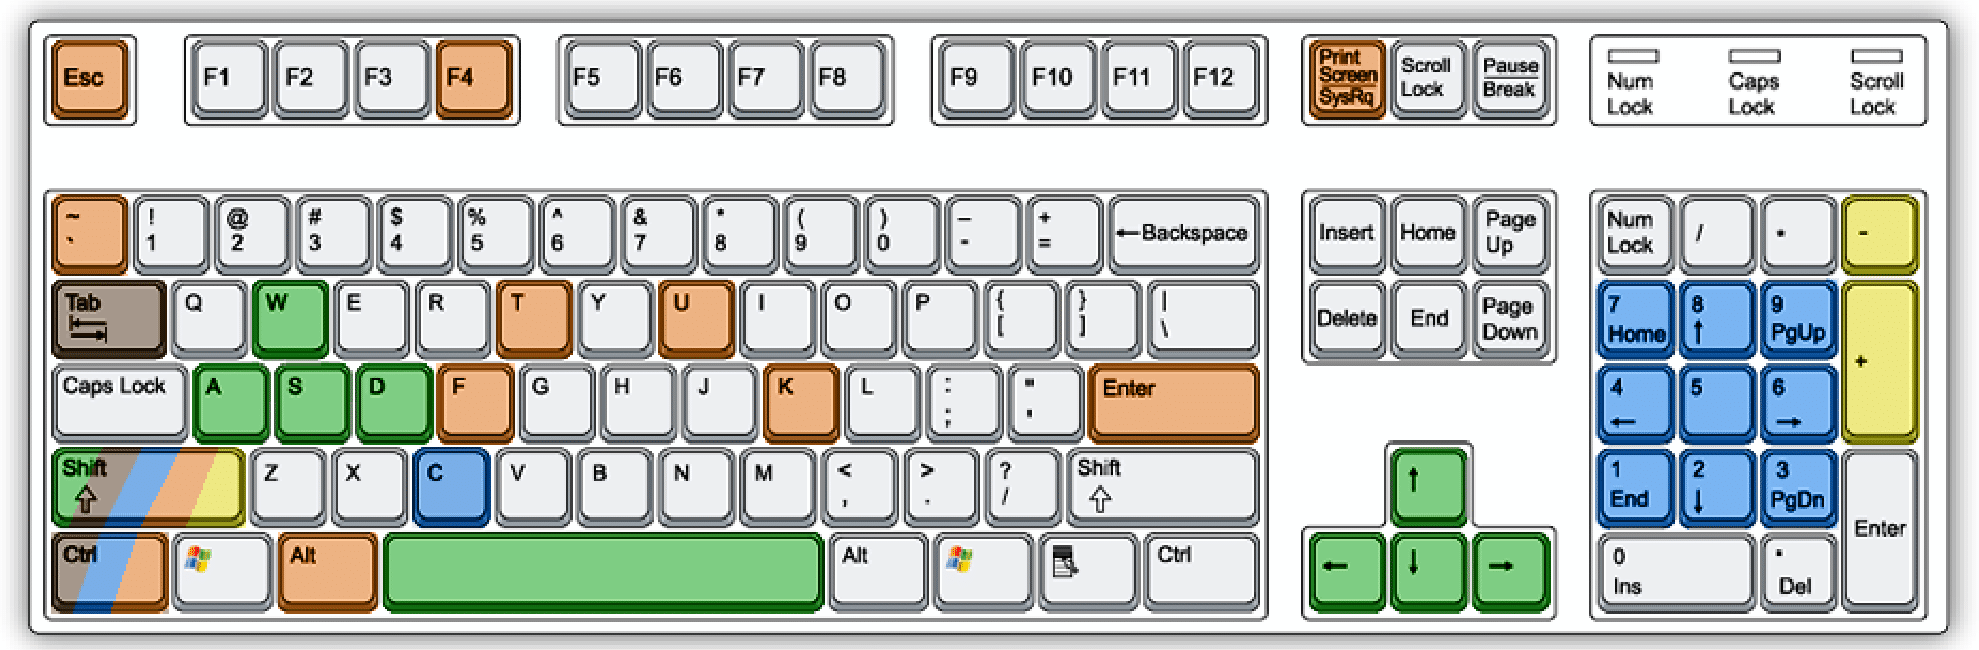 Esc F1 F2 F3 F4 F5 F6 F7 F8 F9 F10 F11 F12
Print
Screen
SysRq
Scroll
Lock
Pause
Break
Num
Lock
Caps
Lock
Scroll
Lock
~
`
!
1
@
2
#
3
$
4
%
5
^
6
&
7
*
8
(
9
)
0
–
-
+
=
←Backspace
Insert Home
Page
Up
Num
Lock
/
•
-
Tab
Q W E R T Y U I O P
{
[
}
]
|
\
Delete End
Page
Down
7
Home
8
↑
9
PgUp
+
Caps Lock A S D F G H J K L
:
;
"
'
Enter
4
←
5
6
→
Shift
Z X C V B N M
<
,
>
.
?
/
Shift
↑
1
End
2
↓
3
PgDn
Enter
Ctrl Alt Alt Ctrl
← ↓ →
0
Ins
•
Del